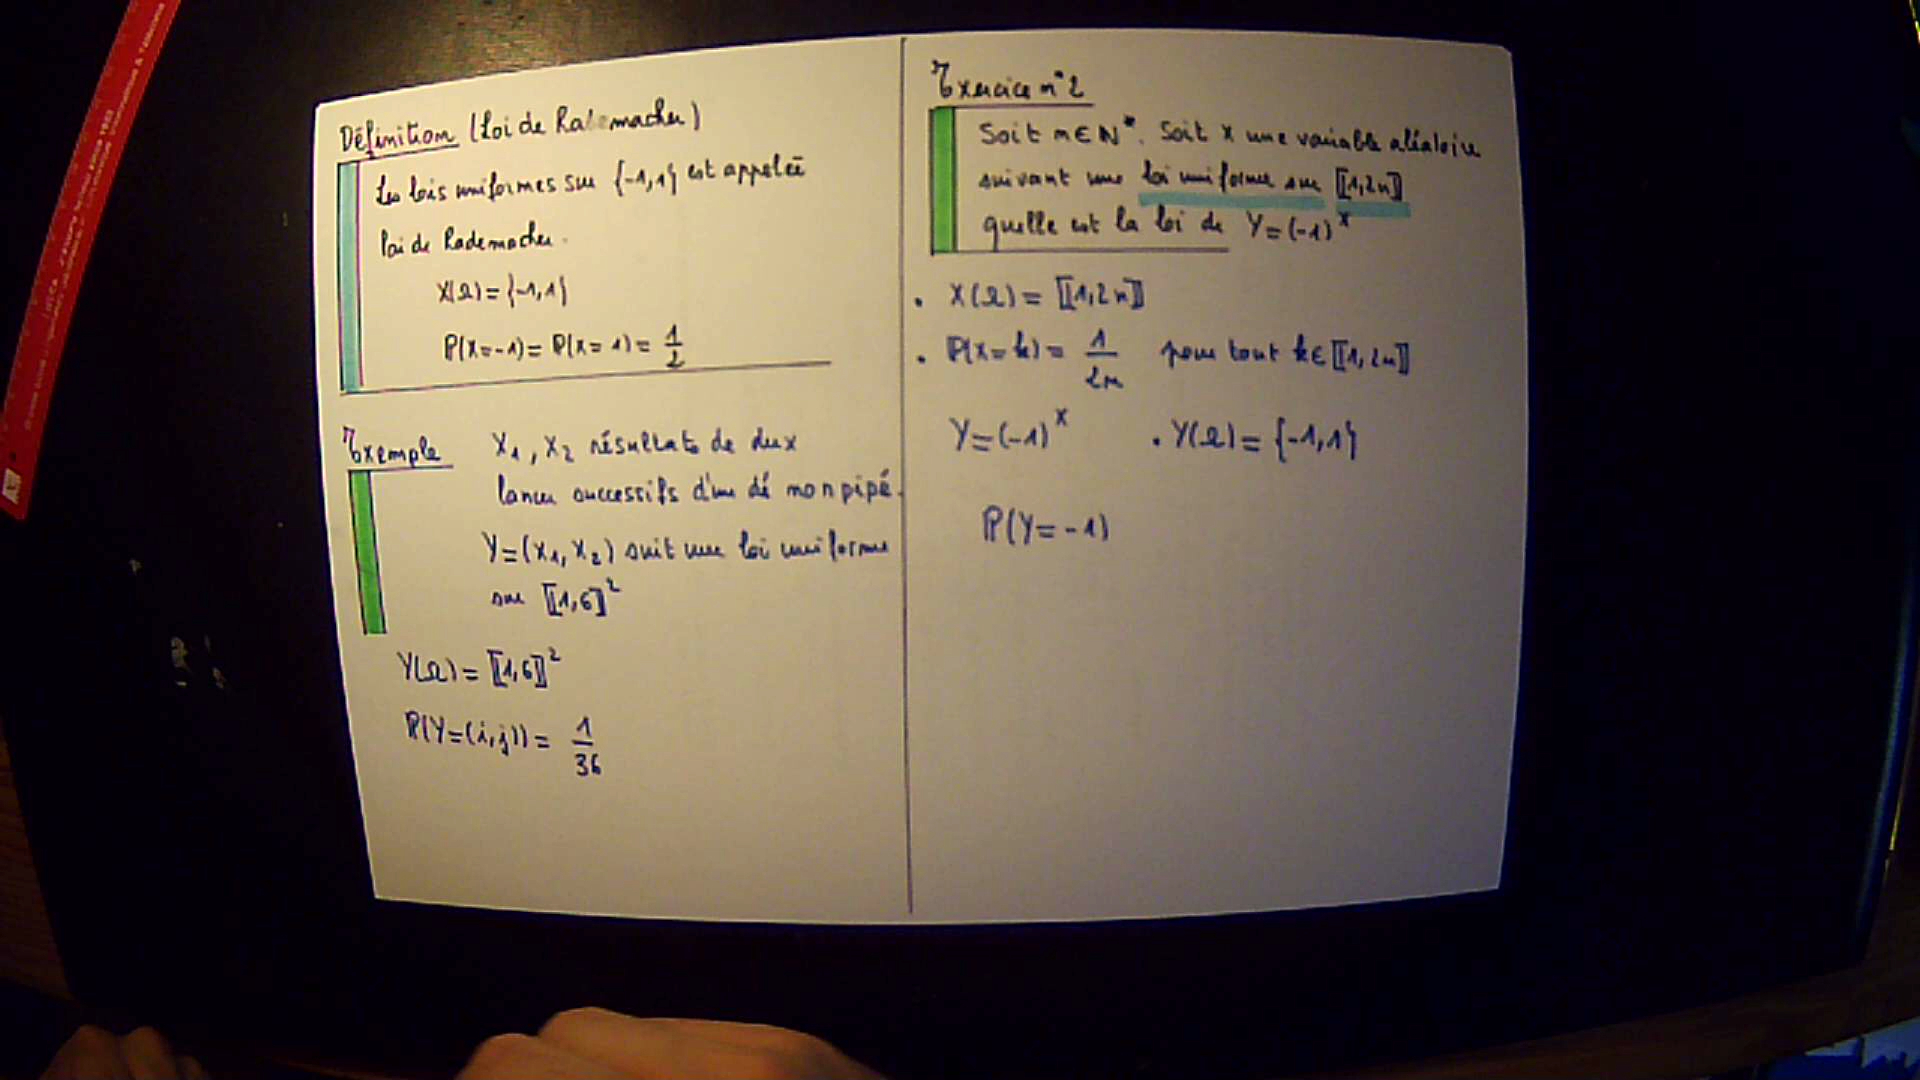 Définition (Loi de Rademacher)
Les lois uniformes sur {-1,1} est appelée
loi de Rademacher.
X(Ω) = {-1,1}
P(X=-1) = P(X=1) = 1/2
Exemple X₁, X₂ résultats de deux
lancer successifs d'un dé non pipé.
Y=(X₁,X₂) suit une loi uniforme
sur ⟦1,6⟧²
Y(Ω) = ⟦1,6⟧²
P(Y=(i,j)) = 1/36
Exercice n°2
Soit n∈N*. Soit X une variable aléatoire
suivant une loi uniforme sur ⟦1,2n⟧
quelle est la loi de Y=(-1)^X
• X(Ω) = ⟦1,2n⟧
• P(X=k) = 1/2n pour tout k∈⟦1,2n⟧
Y=(-1)^X • Y(Ω) = {-1,1}
P(Y=-1)